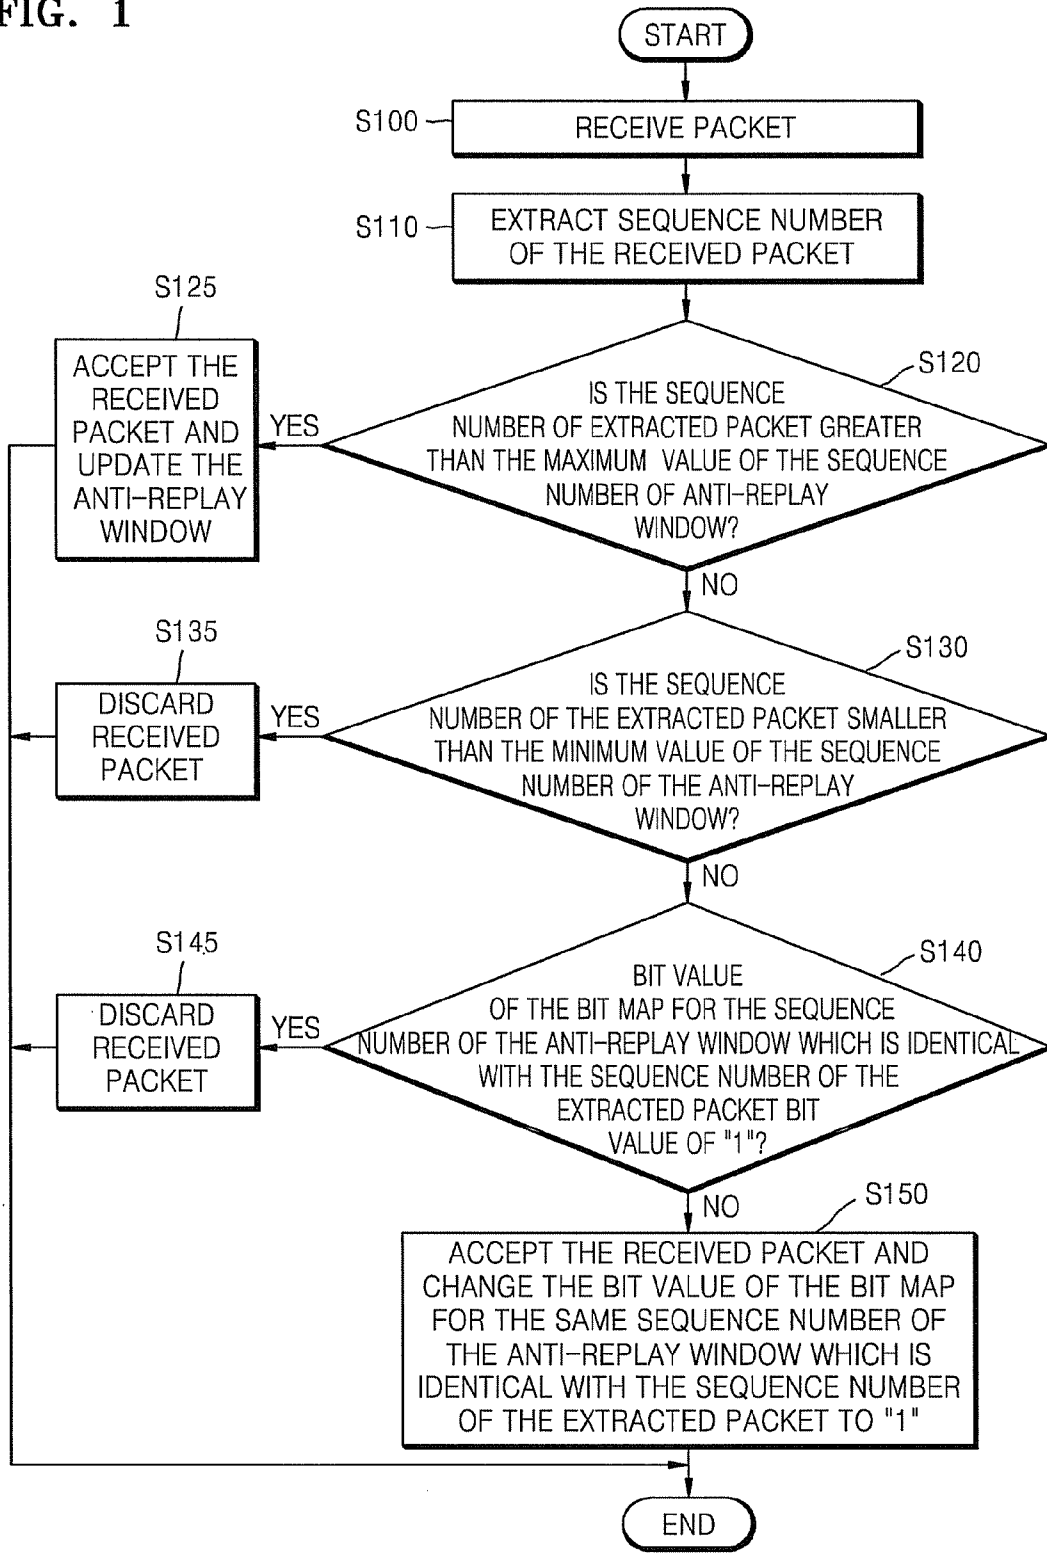 FIG. 1
START
S100
RECEIVE PACKET
S110
EXTRACT SEQUENCE NUMBER
OF THE RECEIVED PACKET
S125
ACCEPT THE
RECEIVED
PACKET AND
UPDATE THE
ANTI-REPLAY
WINDOW
YES
S120
IS THE SEQUENCE
NUMBER OF EXTRACTED PACKET GREATER
THAN THE MAXIMUM VALUE OF THE SEQUENCE
NUMBER OF ANTI-REPLAY
WINDOW?
NO
S135
DISCARD
RECEIVED
PACKET
YES
S130
IS THE SEQUENCE
NUMBER OF THE EXTRACTED PACKET SMALLER
THAN THE MINIMUM VALUE OF THE SEQUENCE
NUMBER OF THE ANTI-REPLAY
WINDOW?
NO
S145
DISCARD
RECEIVED
PACKET
YES
S140
BIT VALUE
OF THE BIT MAP FOR THE SEQUENCE
NUMBER OF THE ANTI-REPLAY WINDOW WHICH IS IDENTICAL
WITH THE SEQUENCE NUMBER OF THE
EXTRACTED PACKET BIT
VALUE OF "1"?
NO
S150
ACCEPT THE RECEIVED PACKET AND
CHANGE THE BIT VALUE OF THE BIT MAP
FOR THE SAME SEQUENCE NUMBER OF
THE ANTI-REPLAY WINDOW WHICH IS
IDENTICAL WITH THE SEQUENCE NUMBER
OF THE EXTRACTED PACKET TO "1"
END